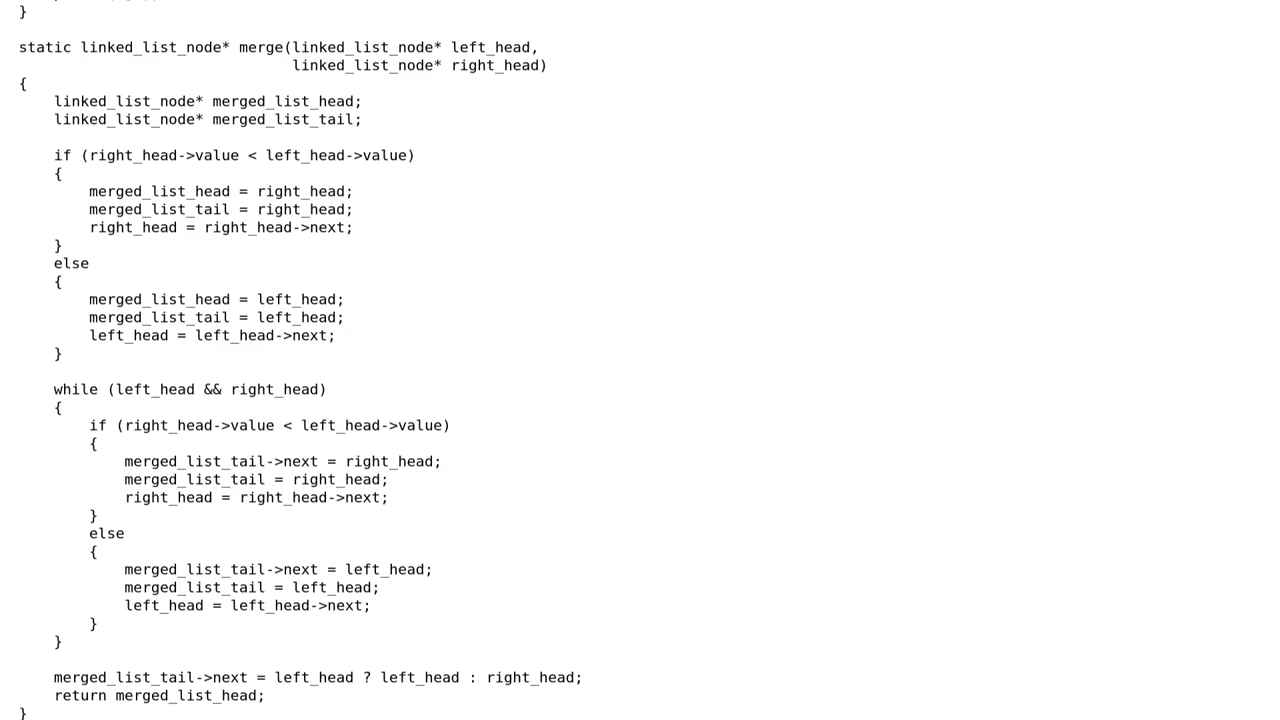 }
static linked_list_node* merge(linked_list_node* left_head,
                               linked_list_node* right_head)
{
    linked_list_node* merged_list_head;
    linked_list_node* merged_list_tail;

    if (right_head->value < left_head->value)
    {
        merged_list_head = right_head;
        merged_list_tail = right_head;
        right_head = right_head->next;
    }
    else
    {
        merged_list_head = left_head;
        merged_list_tail = left_head;
        left_head = left_head->next;
    }

    while (left_head && right_head)
    {
        if (right_head->value < left_head->value)
        {
            merged_list_tail->next = right_head;
            merged_list_tail = right_head;
            right_head = right_head->next;
        }
        else
        {
            merged_list_tail->next = left_head;
            merged_list_tail = left_head;
            left_head = left_head->next;
        }
    }

    merged_list_tail->next = left_head ? left_head : right_head;
    return merged_list_head;
}